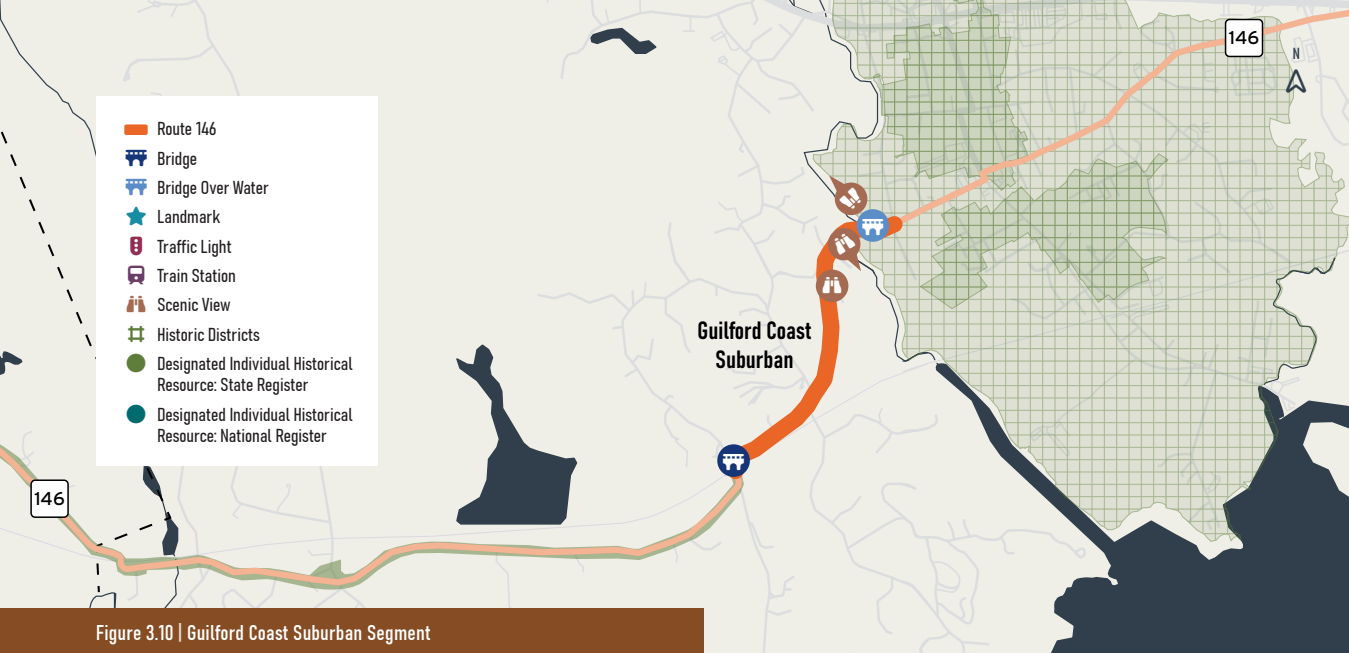 146
N
Route 146
Bridge
Bridge Over Water
Landmark
Traffic Light
Train Station
Scenic View
Historic Districts
Designated Individual Historical
Resource: State Register
Designated Individual Historical
Resource: National Register
Guilford Coast
Suburban
146
Figure 3.10 | Guilford Coast Suburban Segment